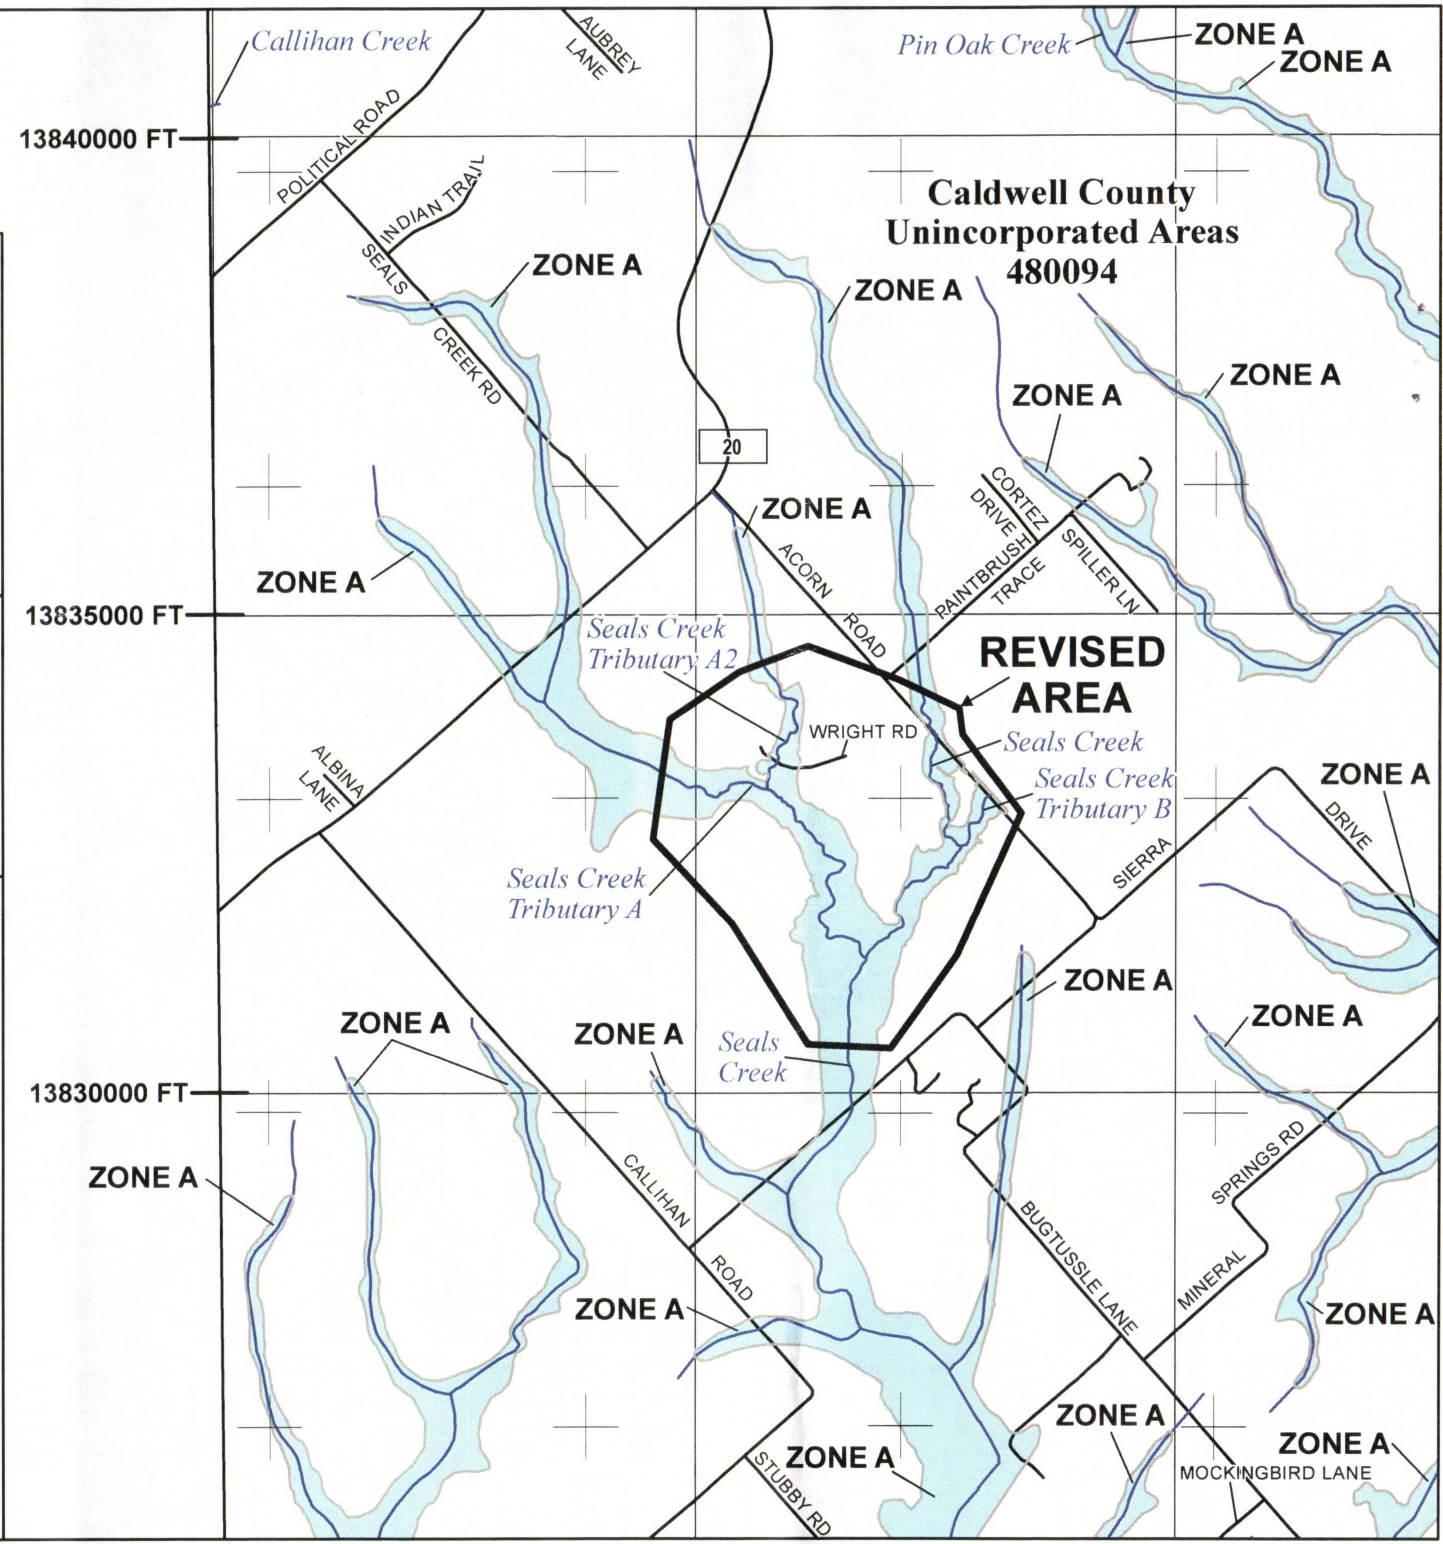 Callihan Creek
AUBREY
LANE
Pin Oak Creek
ZONE A
ZONE A
13840000 FT
POLITICAL ROAD
INDIAN TRAIL
Caldwell County
Unincorporated Areas
480094
SEALS
CREEK RD
ZONE A
ZONE A
ZONE A
ZONE A
20
CORTEZ
DRIVE
ZONE A
ACORN
ROAD
PAINTBRUSH
TRACE
SPILLER LN
ZONE A
13835000 FT
Seals Creek
Tributary A2
REVISED
AREA
WRIGHT RD
Seals Creek
Seals Creek
Tributary B
ALBINA
LANE
ZONE A
DRIVE
SIERRA
Seals Creek
Tributary A
ZONE A
ZONE A
ZONE A
ZONE A
Seals
Creek
13830000 FT
ZONE A
CALLIHAN
ROAD
SPRINGS RD
MINERAL
BUGTUSSLE LANE
ZONE A
ZONE A
ZONE A
ZONE A
ZONE A
MOCKINGBIRD LANE
STUBBY RD